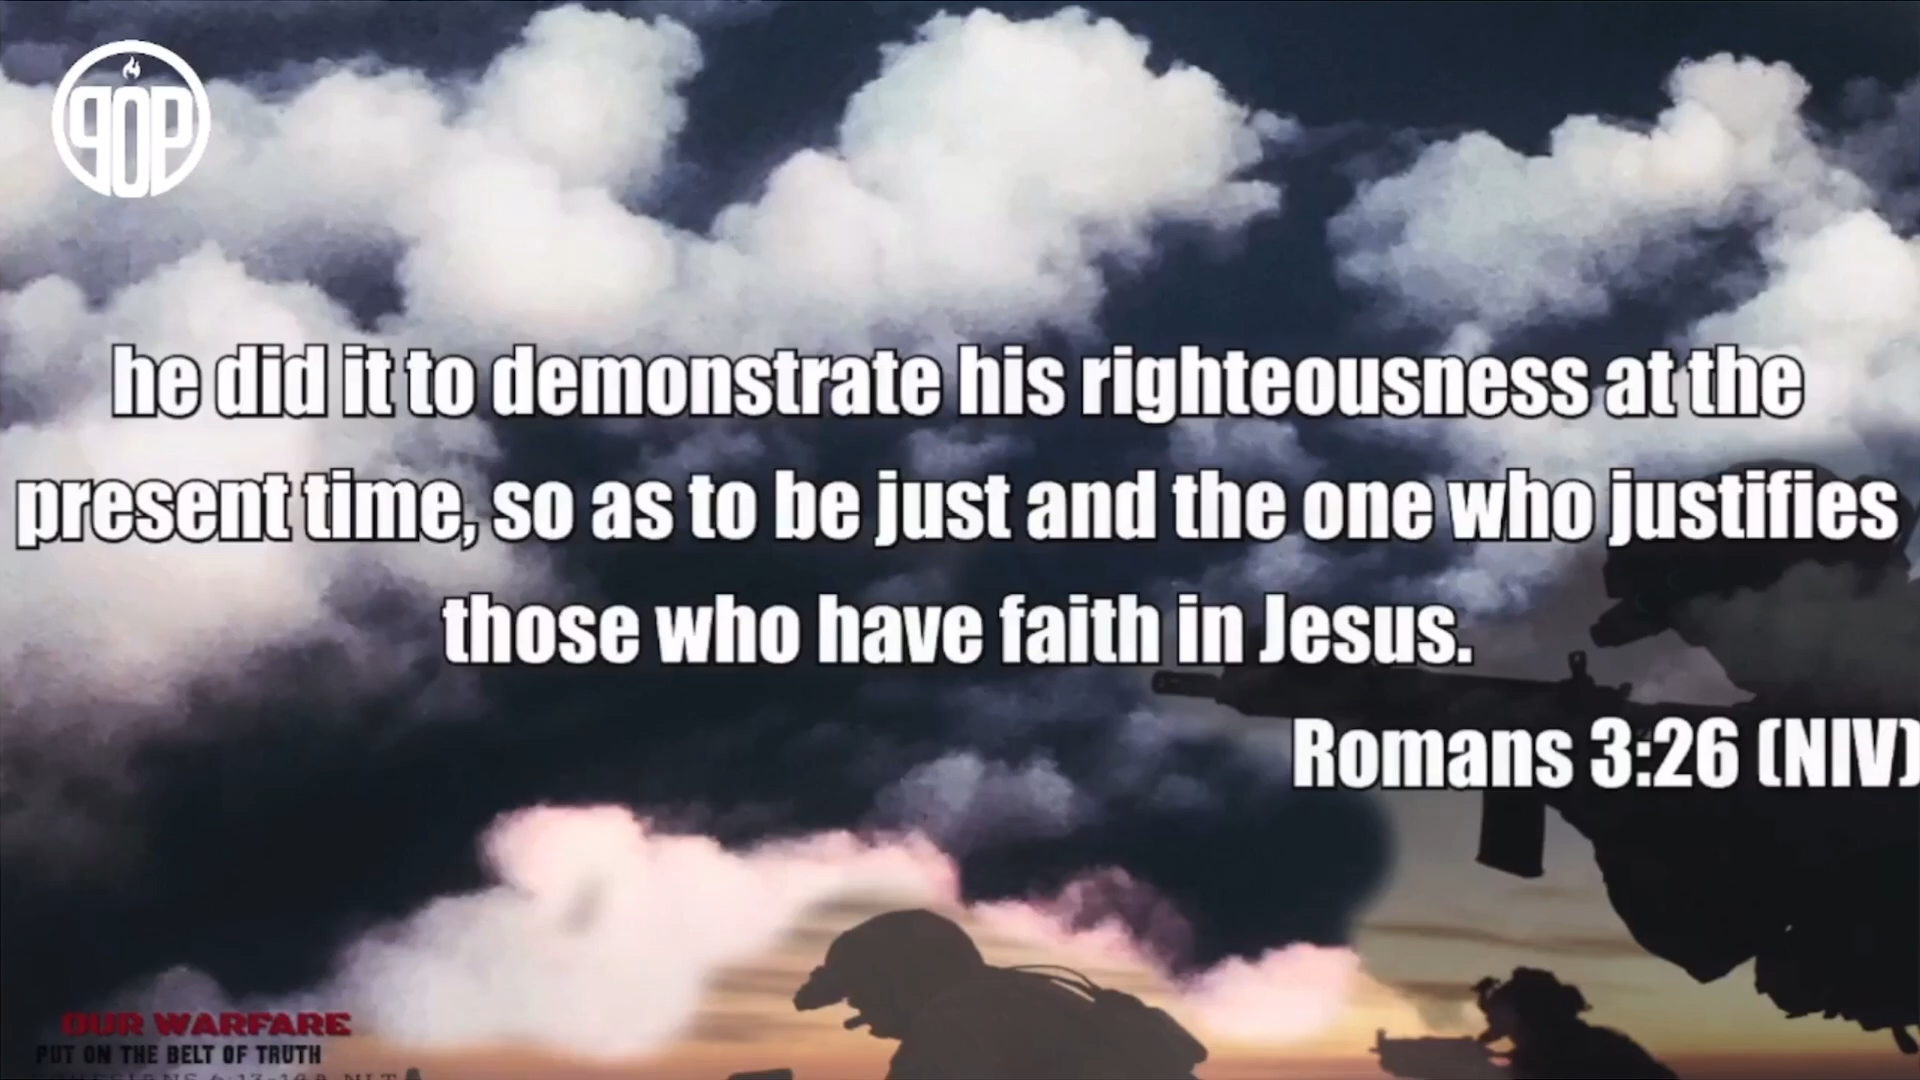 POP
he did it to demonstrate his righteousness at the
present time, so as to be just and the one who justifies
those who have faith in Jesus.
Romans 3:26 (NIV)
OUR WARFARE
PUT ON THE BELT OF TRUTH